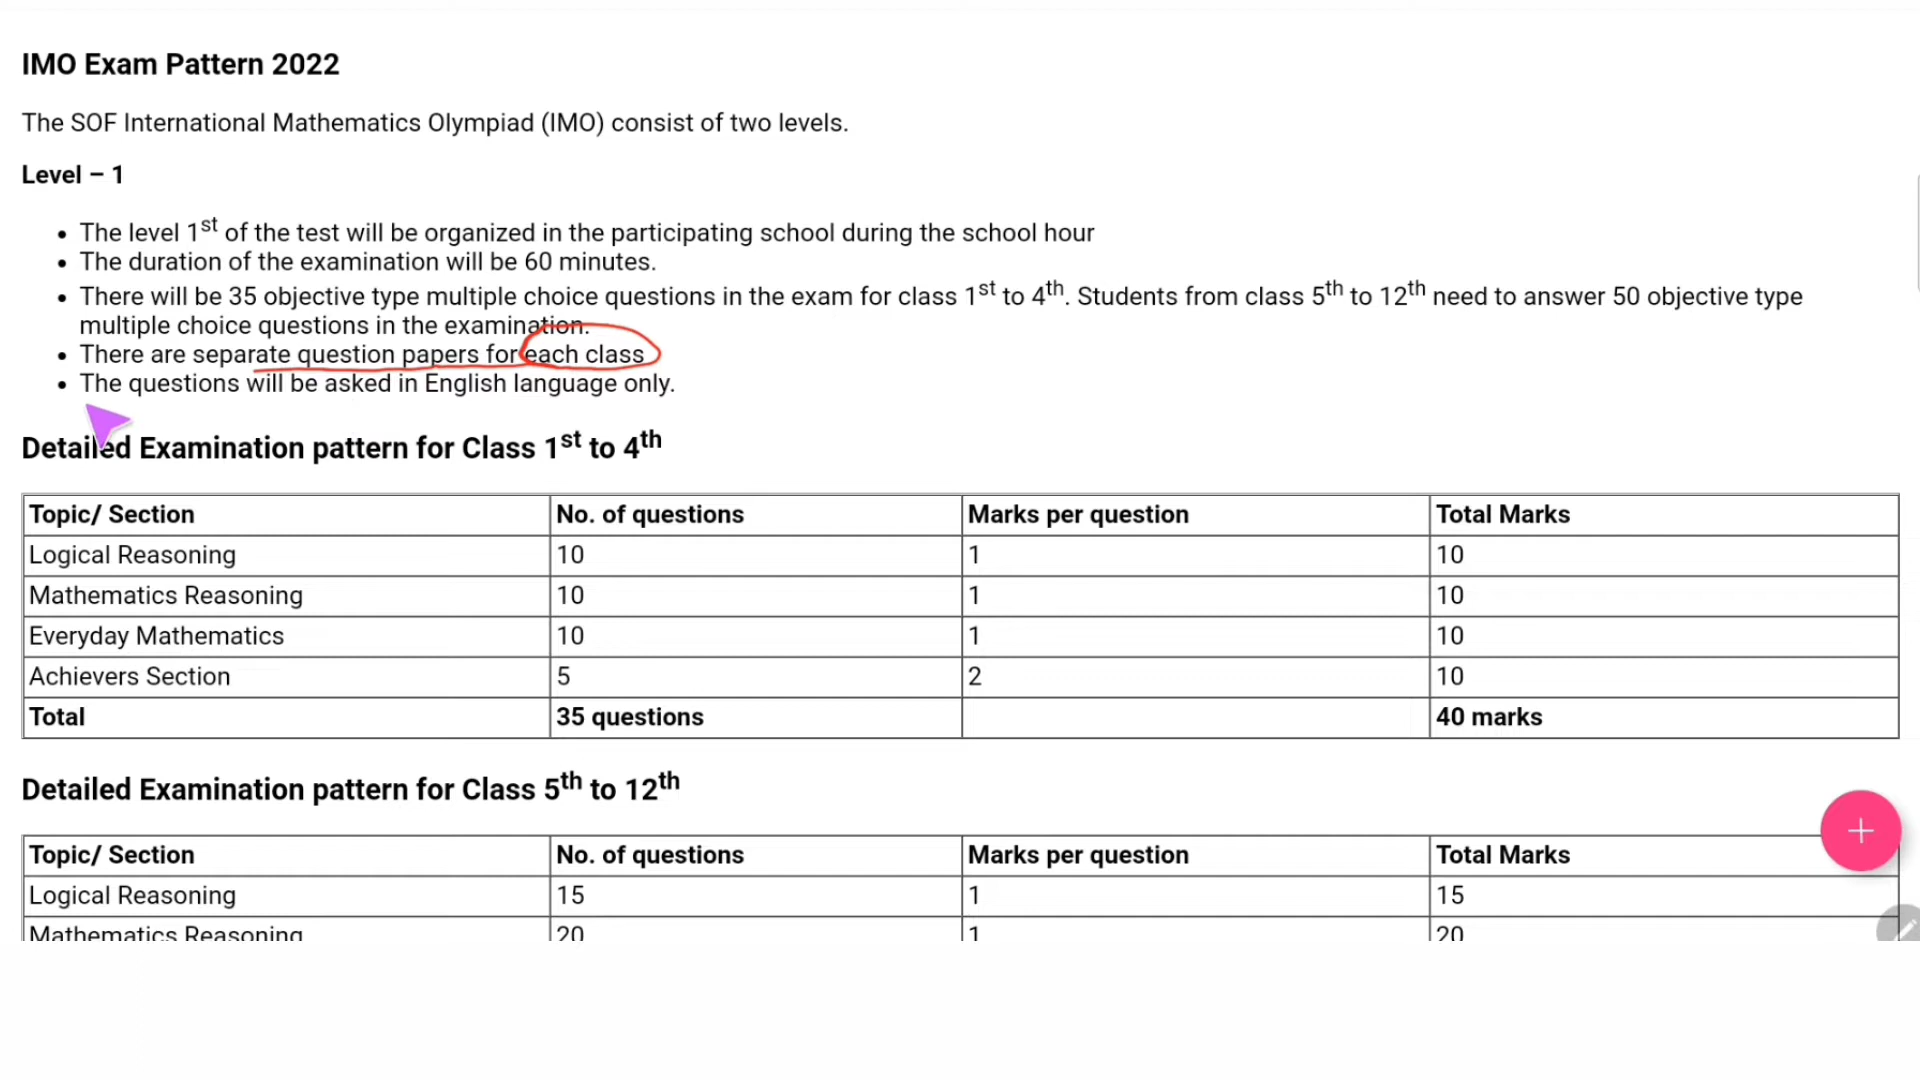 IMO Exam Pattern 2022
The SOF International Mathematics Olympiad (IMO) consist of two levels.
Level – 1
• The level 1st of the test will be organized in the participating school during the school hour
• The duration of the examination will be 60 minutes.
• There will be 35 objective type multiple choice questions in the exam for class 1st to 4th. Students from class 5th to 12th need to answer 50 objective type
multiple choice questions in the examination.
• There are separate question papers for each class
• The questions will be asked in English language only.
Detailed Examination pattern for Class 1st to 4th
Topic/ Section No. of questions Marks per question Total Marks
Logical Reasoning 10 1 10
Mathematics Reasoning 10 1 10
Everyday Mathematics 10 1 10
Achievers Section 5 2 10
Total 35 questions 40 marks
Detailed Examination pattern for Class 5th to 12th
Topic/ Section No. of questions Marks per question Total Marks
Logical Reasoning 15 1 15
Mathematics Reasoning 20 1 20